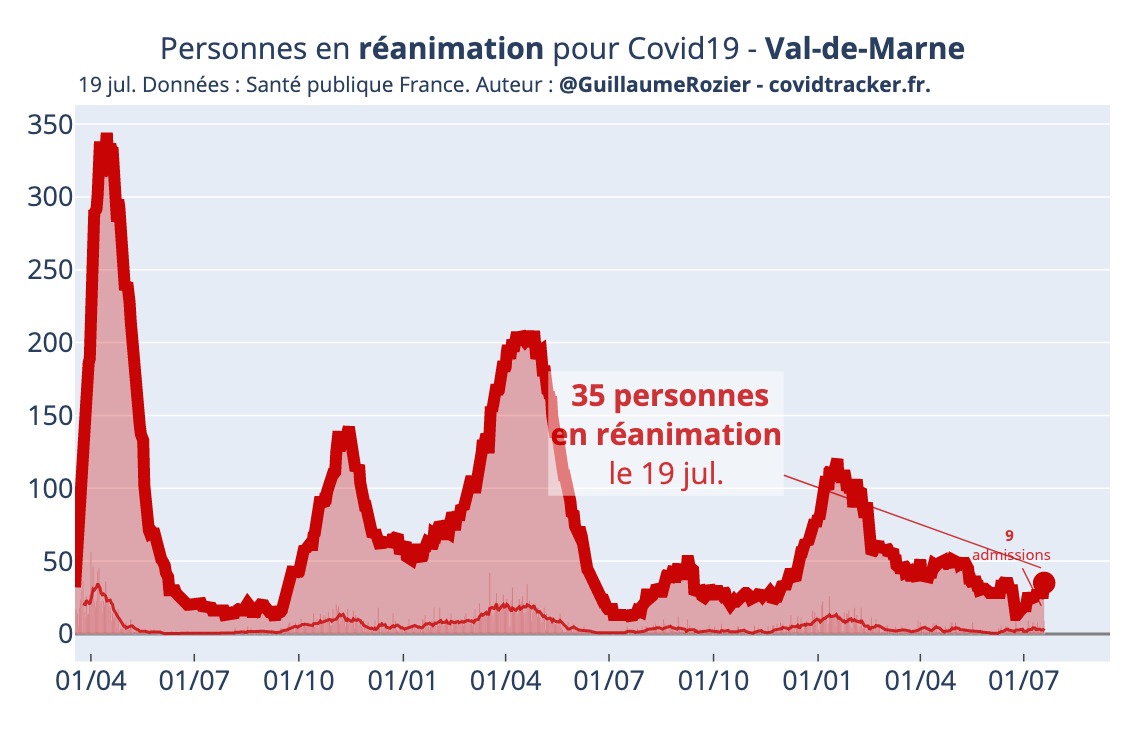 Personnes en réanimation pour Covid19 - Val-de-Marne
19 jul. Données : Santé publique France. Auteur : @GuillaumeRozier - covidtracker.fr.
350
300
250
200
150
100
50
0
35 personnes
en réanimation
le 19 jul.
9
admissions
01/04 01/07 01/10 01/01 01/04 01/07 01/10 01/01 01/04 01/07